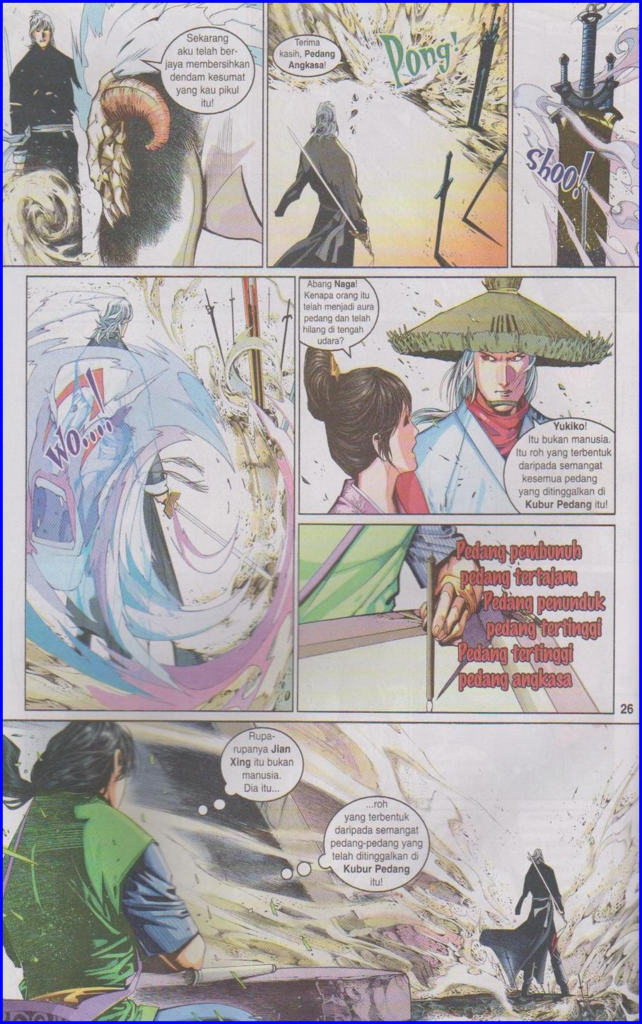 Sekarang
aku telah ber-
jaya membersihkan
dendam kesumat
yang kau pikul
itu!
Terima
kasih, Pedang
Angkasa!
Pong!
shoo!
WO....!
Abang Naga!
Kenapa orang itu
telah menjadi aura
pedang dan telah
hilang di tengah
udara?
Yukiko!
Itu bukan manusia.
Itu roh yang terbentuk
daripada semangat
kesemua pedang
yang ditinggalkan di
Kubur Pedang itu!
Pedang pembunuh
pedang tertajam
Pedang penunduk
pedang tertinggi
Pedang tertinggi
pedang angkasa
26
Rupa-
rupanya Jian
Xing itu bukan
manusia.
Dia itu...
...roh
yang terbentuk
daripada semangat
pedang-pedang yang
telah ditinggalkan di
Kubur Pedang
itu!